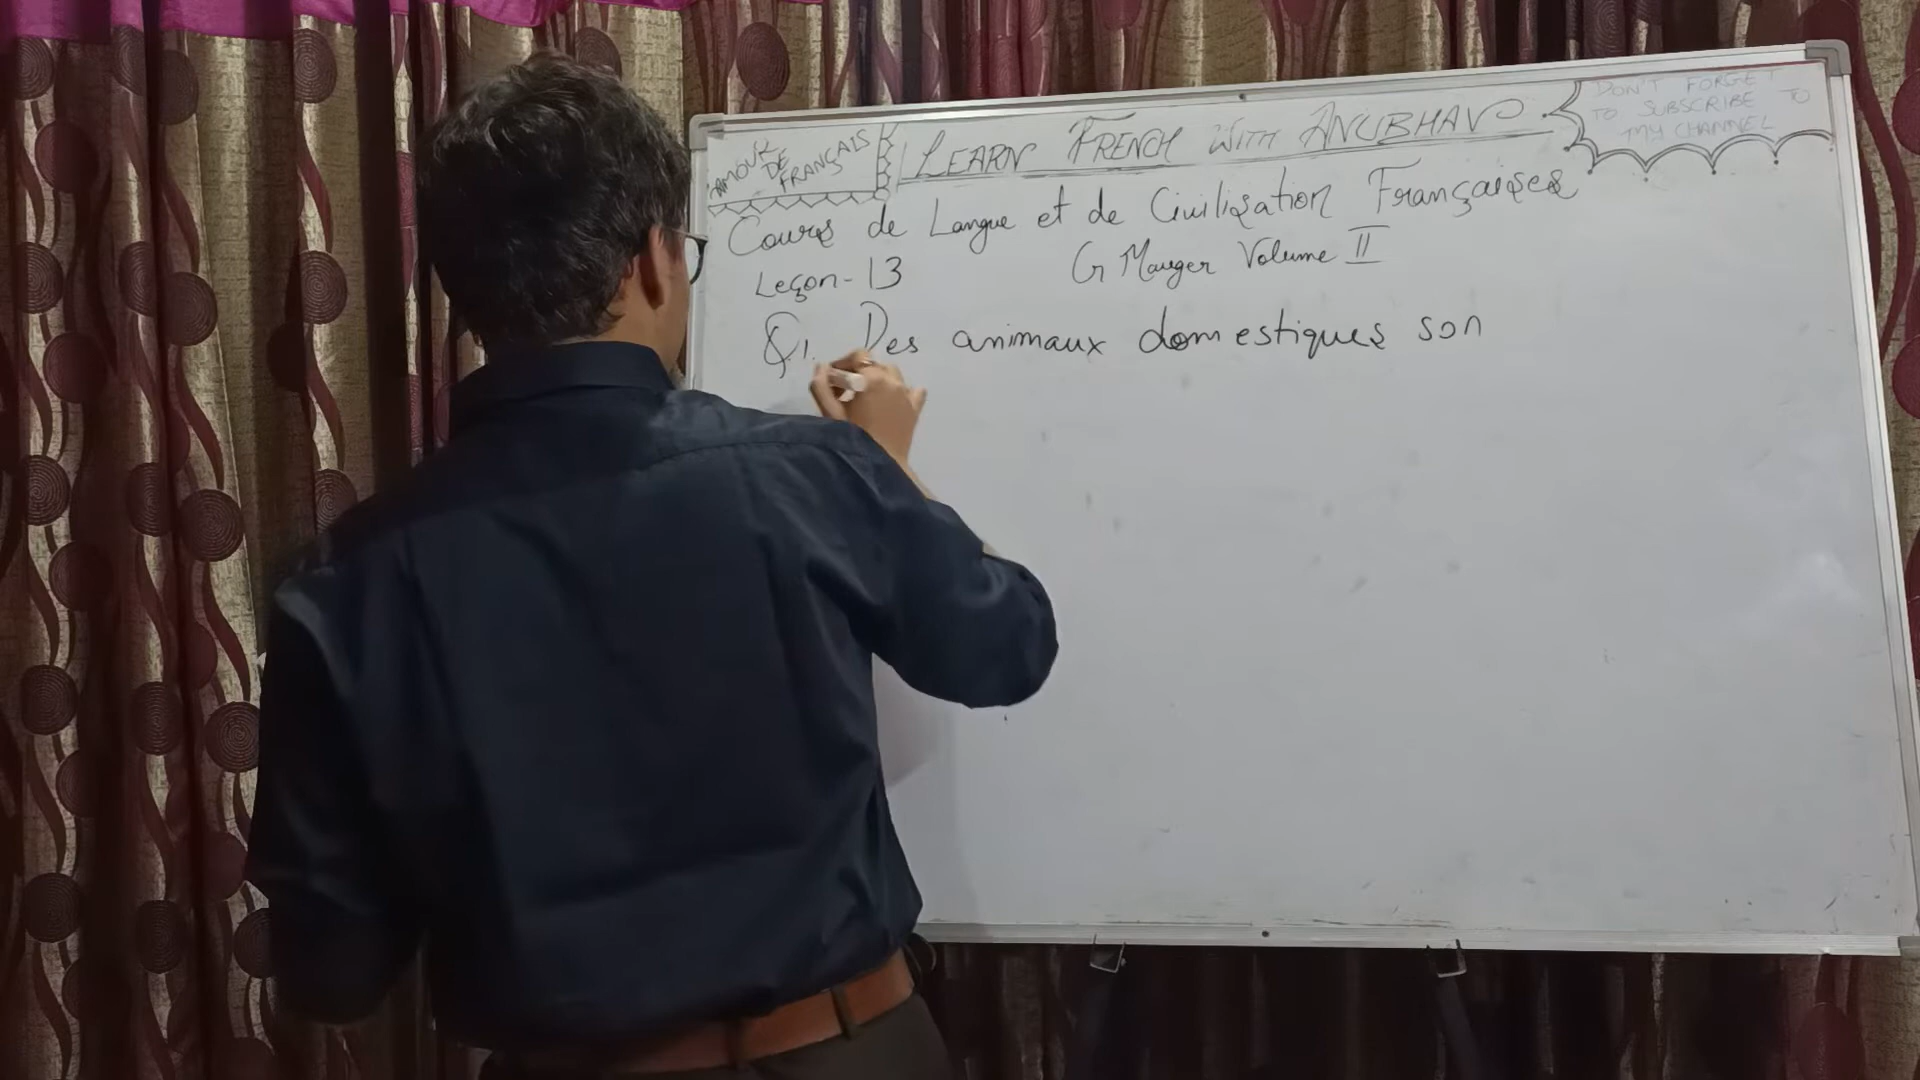 AMOUR
DE
FRANÇAIS
LEARN FRENCH WITH ANUBHAV
DON'T FORGET
TO SUBSCRIBE TO
MY CHANNEL
Cours de Langue et de Civilisation Françaises
Leçon-13 G Mauger Volume II
Q1. Des animaux domestiques son